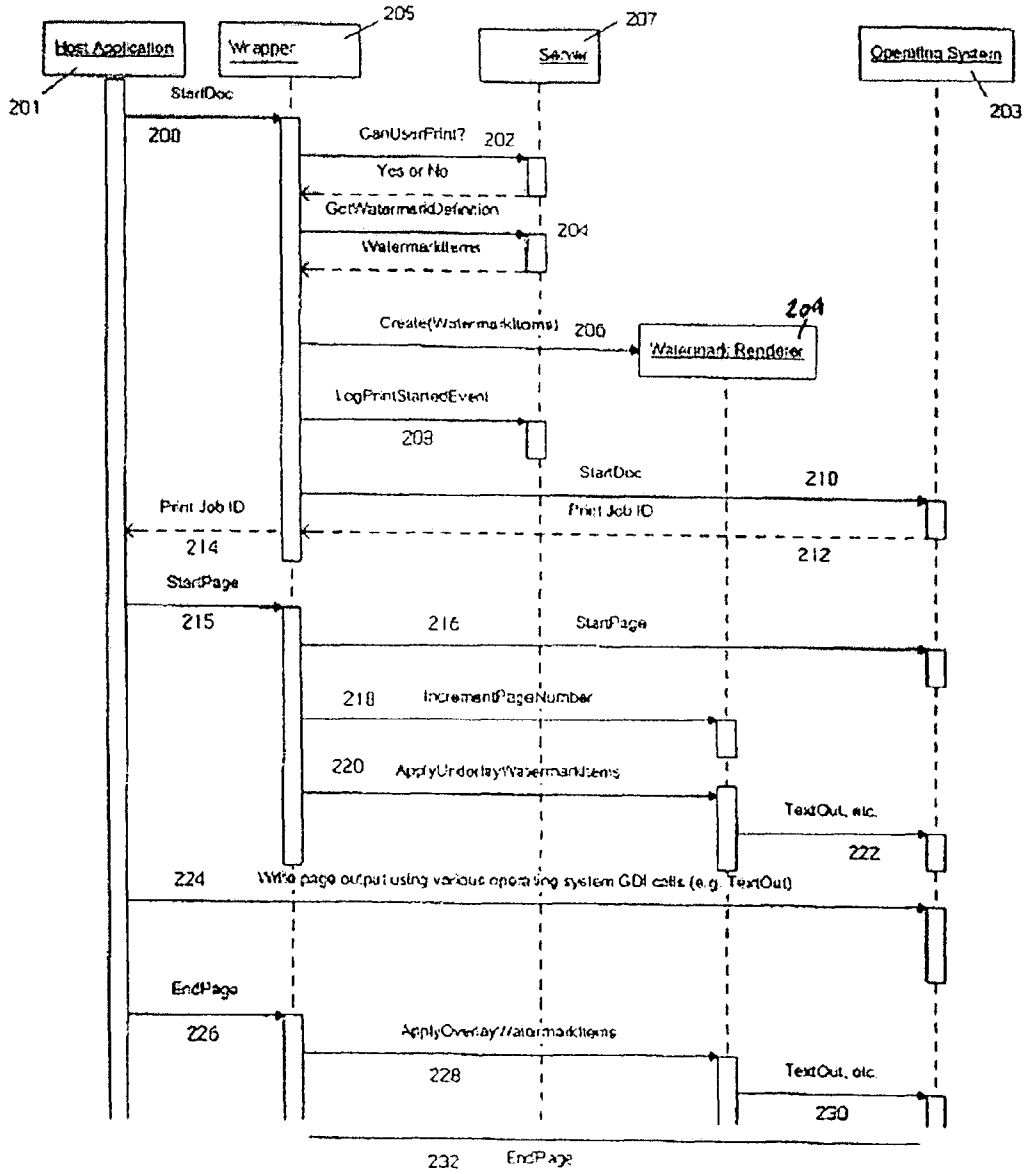 205
207
Host Application
Wrapper
Server
Operating System
201
203
StartDoc
200
CanUserPrint?
202
Yes or No
GetWatermarkDefinition
204
WatermarkItems
209
Create(WatermarkItems)
206
Watermark Renderer
LogPrintStartedEvent
208
StartDoc
210
Print Job ID
Print Job ID
214
212
StartPage
215
216
StartPage
218
IncrementPageNumber
220
ApplyUnderlayWatermarkItems
TextOut, etc.
222
224
Write page output using various operating system GDI calls (e.g. TextOut)
EndPage
226
ApplyOverlayWatermarkItems
228
TextOut, etc.
230
232
EndPage